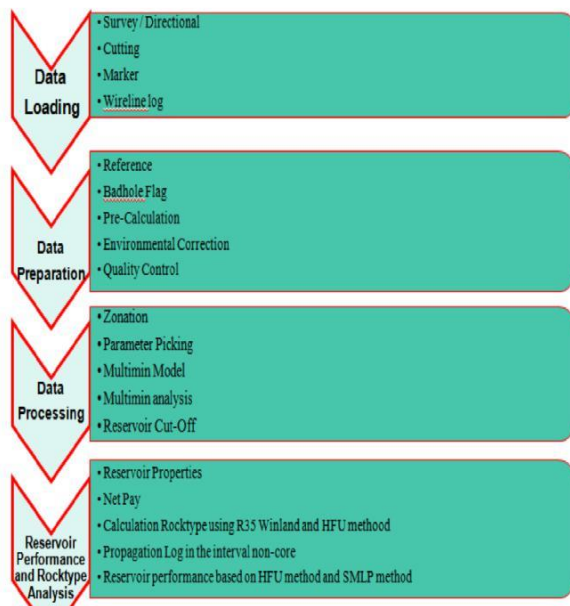 Data
Loading
• Survey / Directional
• Cutting
• Marker
• Wireline log
Data
Preparation
• Reference
• Badhole Flag
• Pre-Calculation
• Environmental Correction
• Quality Control
Data
Processing
• Zonation
• Parameter Picking
• Multimin Model
• Multimin analysis
• Reservoir Cut-Off
Reservoir
Performance
and Rocktype
Analysis
• Reservoir Properties
• Net Pay
• Calculation Rocktype using R35 Winland and HFU methood
• Propagation Log in the interval non-core
• Reservoir performance based on HFU method and SMLP method